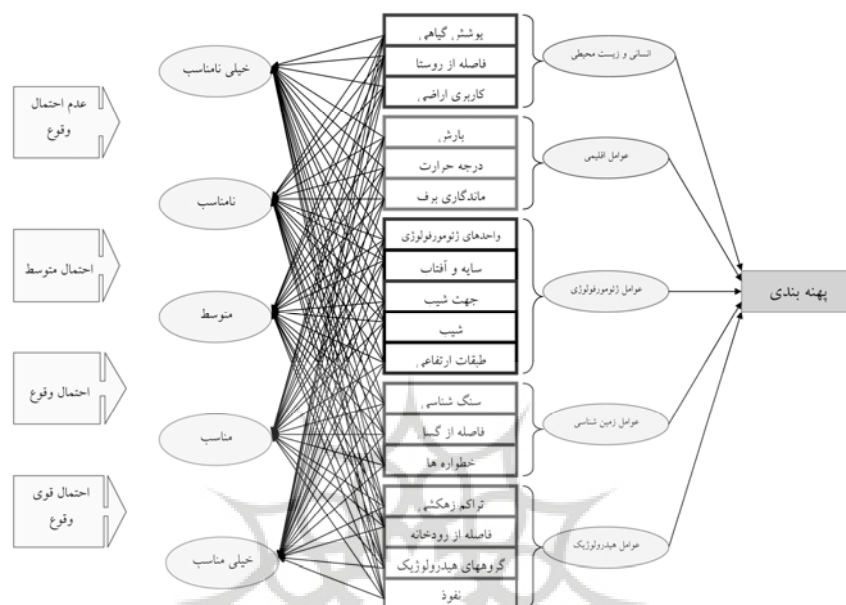 پهنه بندی
انسانی و زیست محیطی
عوامل اقلیمی
عوامل ژئومورفولوژی
عوامل زمین شناسی
عوامل هیدرولوژیک
پوشش گیاهی
فاصله از روستا
کاربری اراضی
بارش
درجه حرارت
ماندگاری برف
واحدهای ژئومورفولوژی
سایه و آفتاب
جهت شیب
شیب
طبقات ارتفاعی
سنگ شناسی
فاصله از گسل
خطواره ها
تراکم زهکشی
فاصله از رودخانه
گروههای هیدرولوژیک
نفوذ
خیلی نامناسب
نامناسب
متوسط
مناسب
خیلی مناسب
عدم احتمال
وقوع
احتمال متوسط
احتمال وقوع
احتمال قوی
وقوع